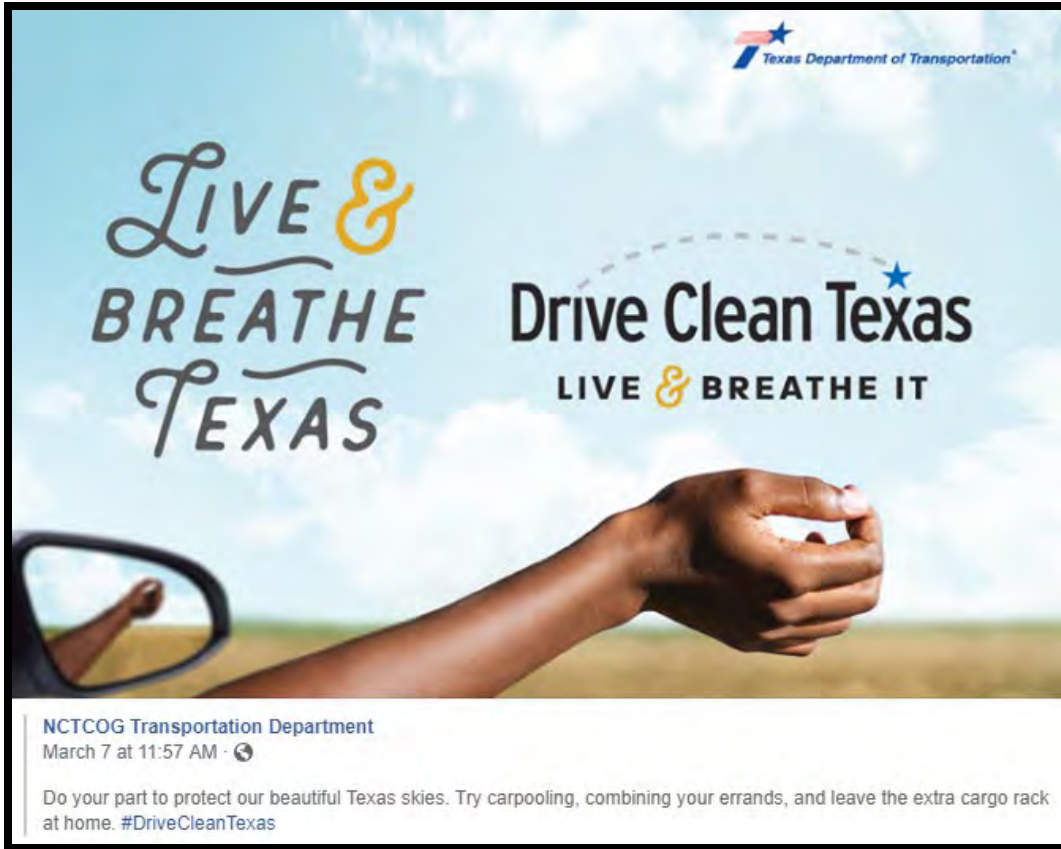 Texas Department of Transportation®
LIVE &
BREATHE
TEXAS
Drive Clean Texas
LIVE & BREATHE IT
NCTCOG Transportation Department
March 7 at 11:57 AM ·
Do your part to protect our beautiful Texas skies. Try carpooling, combining your errands, and leave the extra cargo rack
at home. #DriveCleanTexas